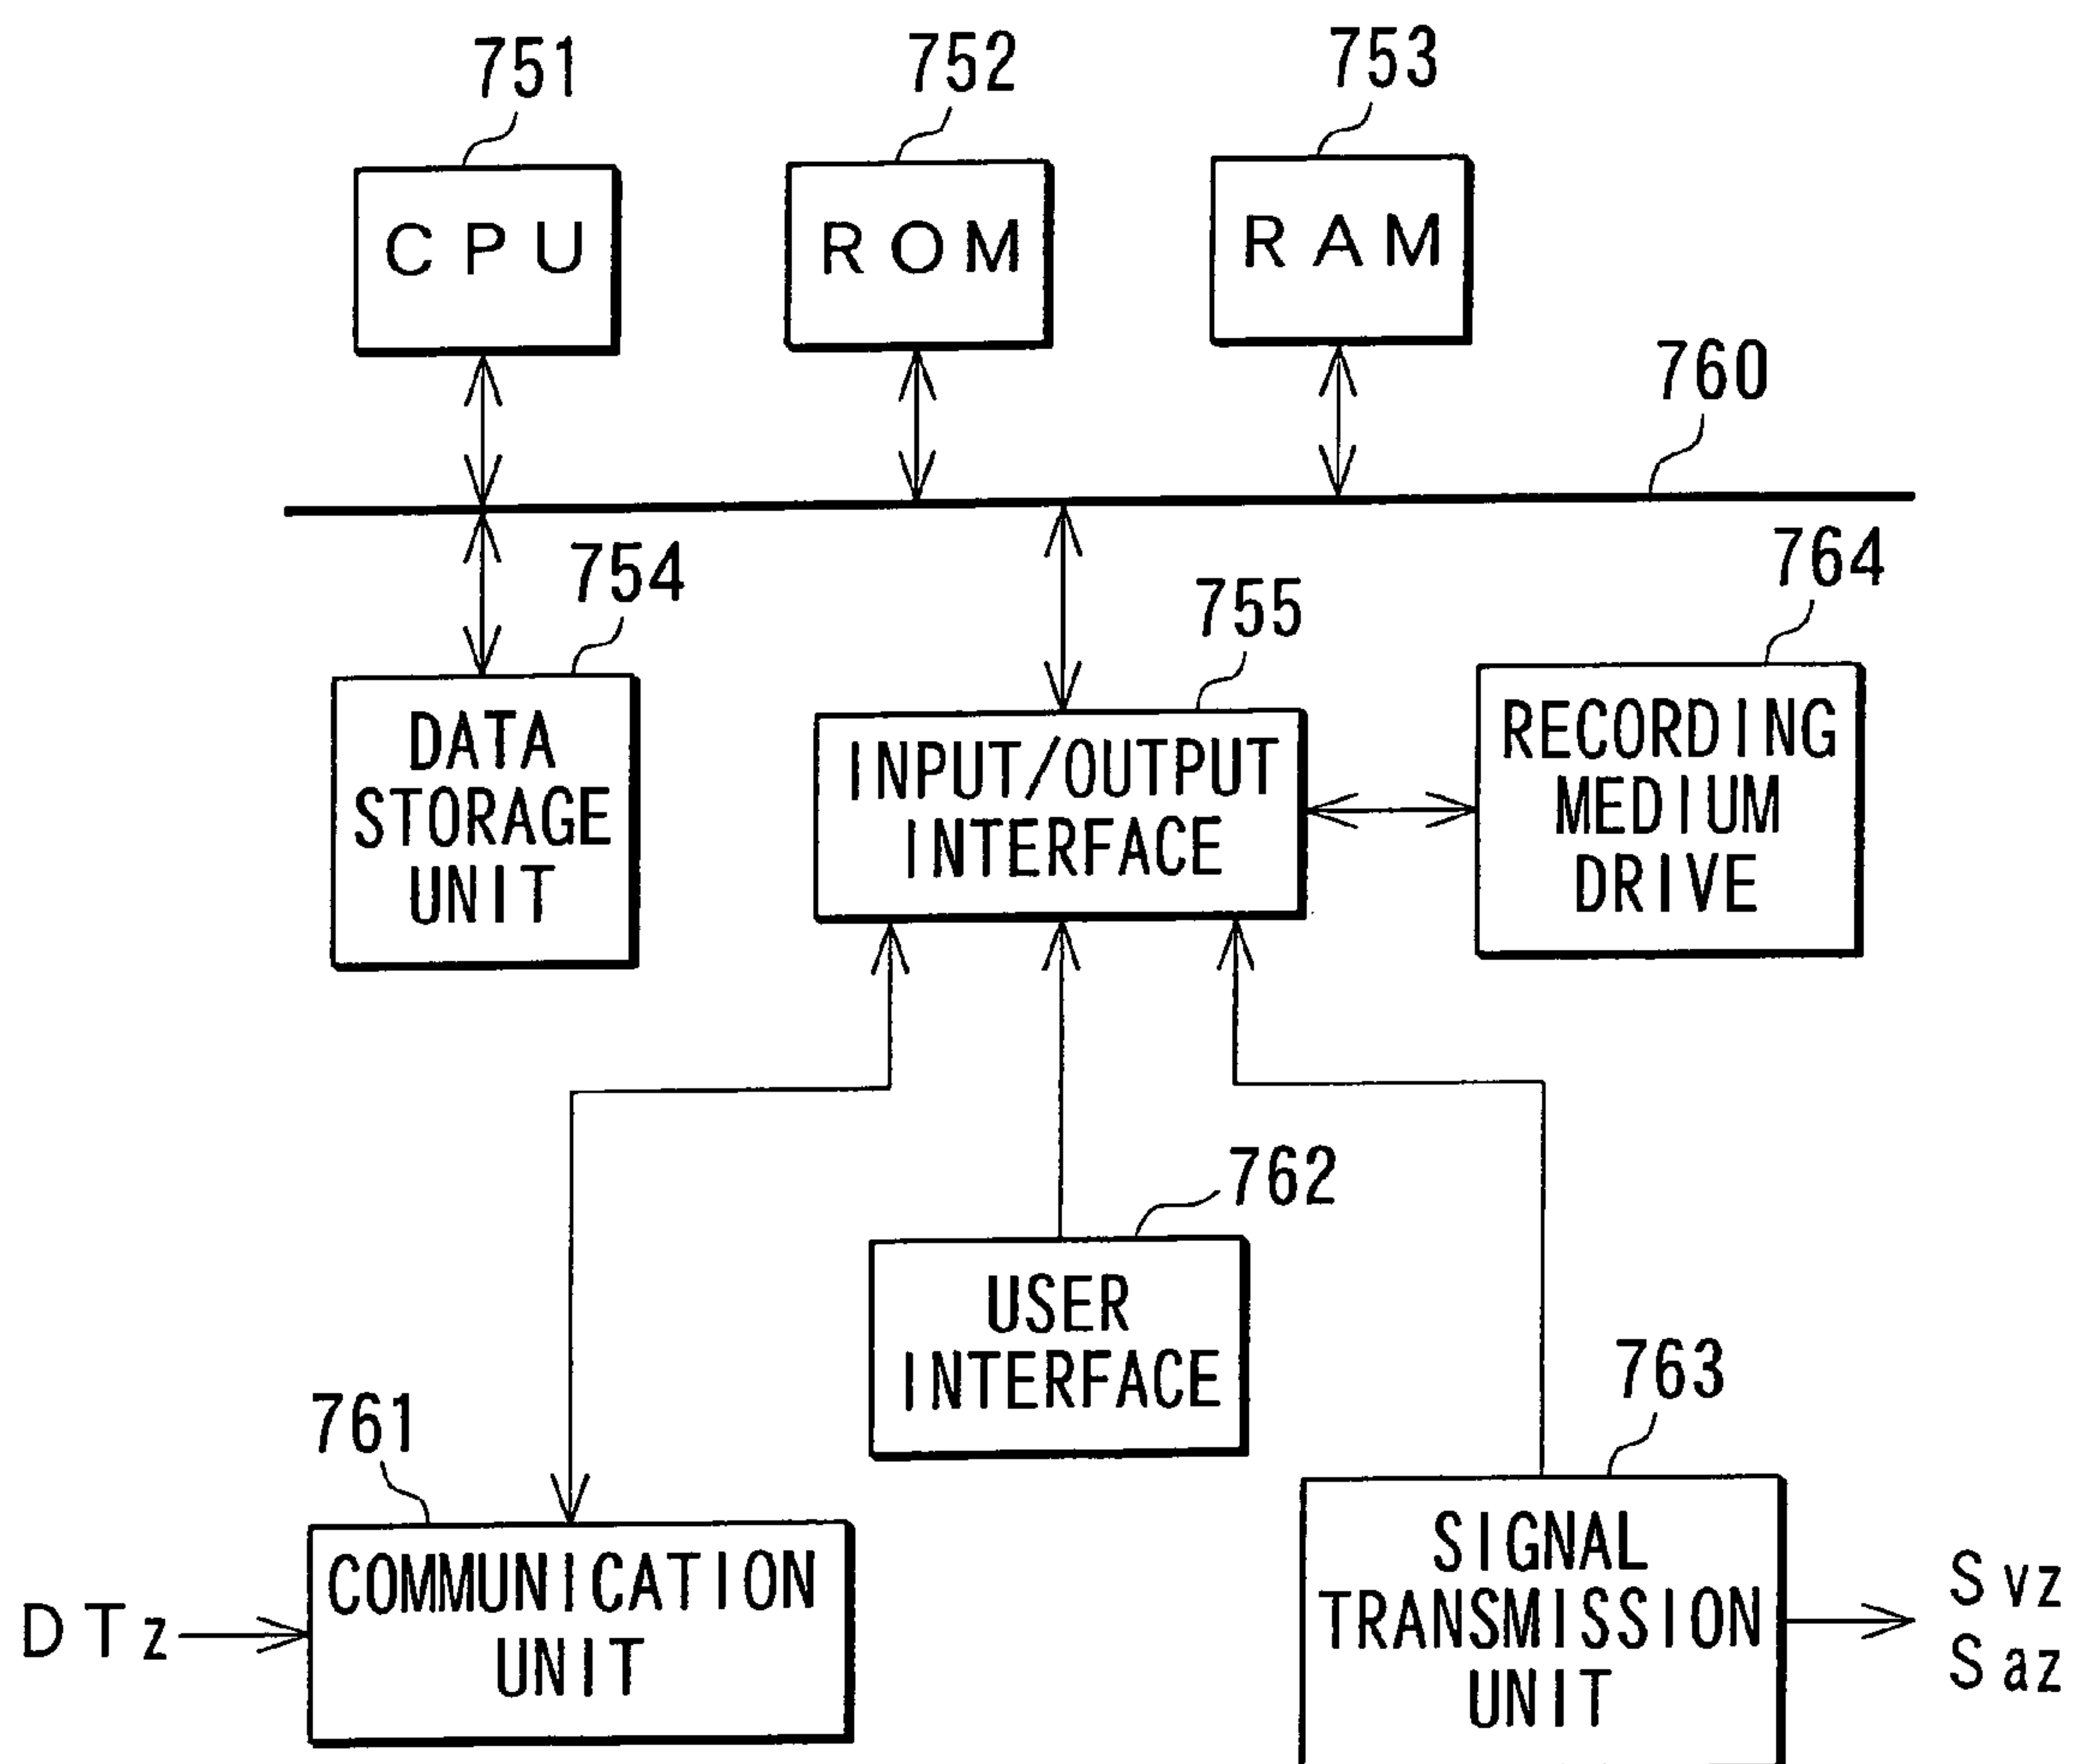 751
752
753
CPU
ROM
RAM
760
754
755
764
DATA
STORAGE
UNIT
INPUT/OUTPUT
INTERFACE
RECORDING
MEDIUM
DRIVE
762
USER
INTERFACE
761
763
COMMUNICATION
UNIT
DTz
SIGNAL
TRANSMISSION
UNIT
Svz
Saz